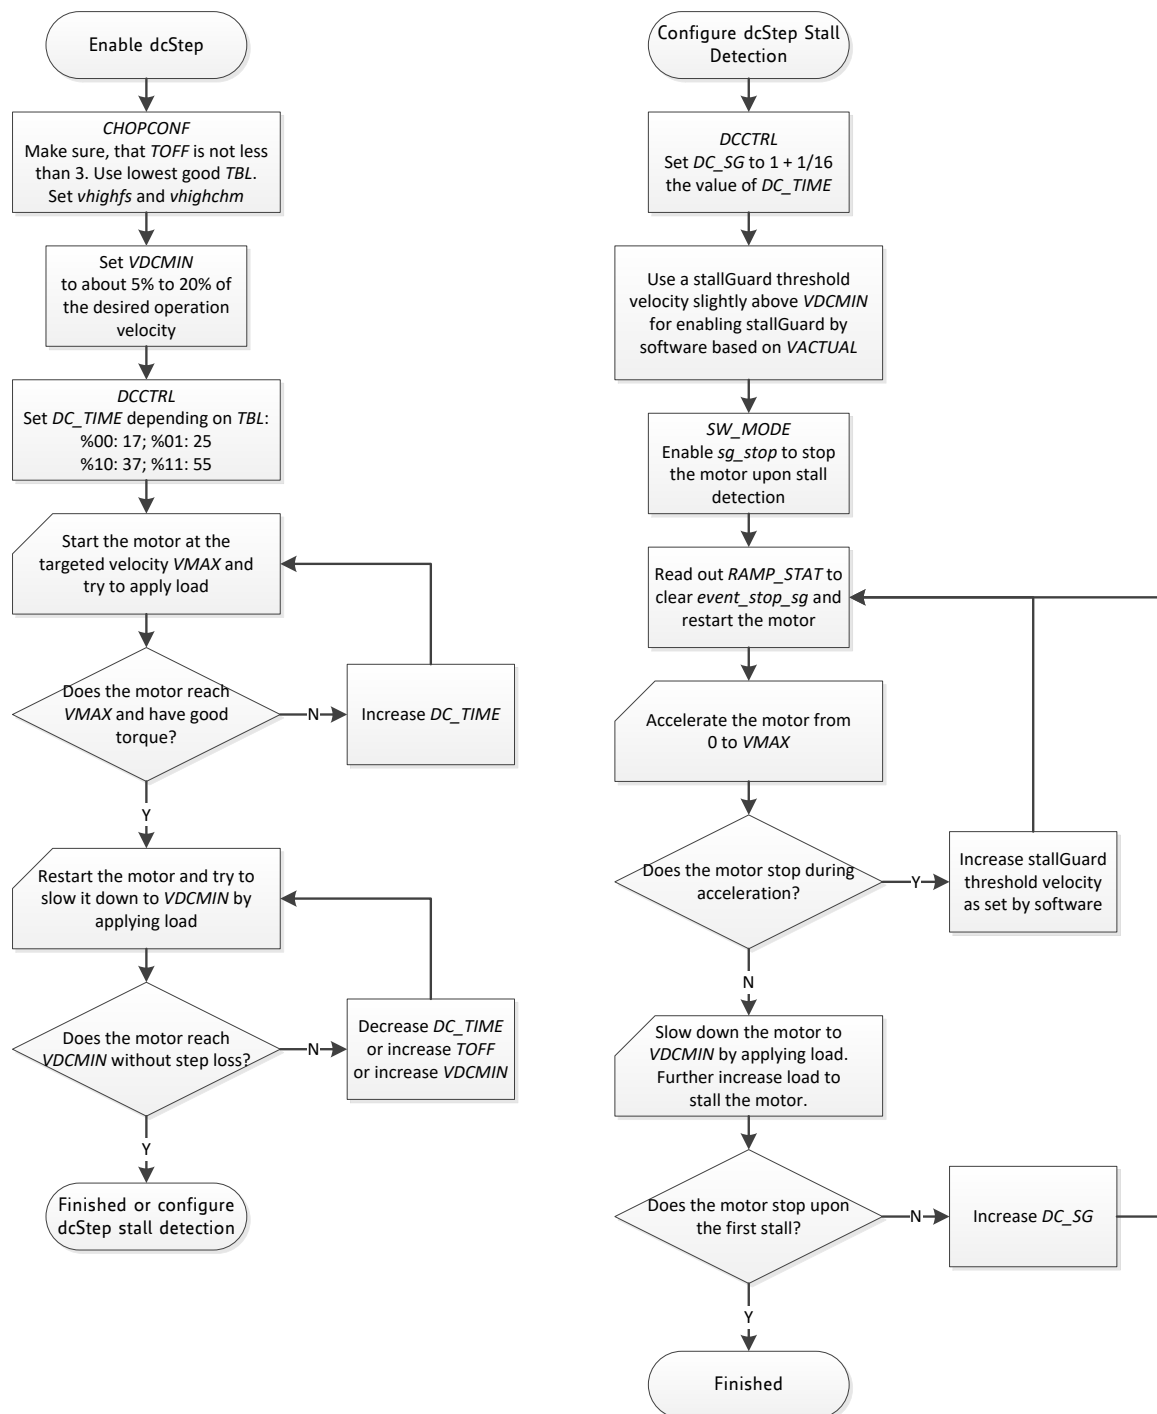 Enable dcStep
CHOPCONF
Make sure, that TOFF is not less
than 3. Use lowest good TBL.
Set vhighfs and vhighchm
Set VDCMIN
to about 5% to 20% of
the desired operation
velocity
DCCTRL
Set DC_TIME depending on TBL:
%00: 17; %01: 25
%10: 37; %11: 55
Start the motor at the
targeted velocity VMAX and
try to apply load
Does the motor reach
VMAX and have good
torque?
N
Increase DC_TIME
Y
Restart the motor and try to
slow it down to VDCMIN by
applying load
Does the motor reach
VDCMIN without step loss?
N
Decrease DC_TIME
or increase TOFF
or increase VDCMIN
Y
Finished or configure
dcStep stall detection
Configure dcStep Stall
Detection
DCCTRL
Set DC_SG to 1 + 1/16
the value of DC_TIME
Use a stallGuard threshold
velocity slightly above VDCMIN
for enabling stallGuard by
software based on VACTUAL
SW_MODE
Enable sg_stop to stop
the motor upon stall
detection
Read out RAMP_STAT to
clear event_stop_sg and
restart the motor
Accelerate the motor from
0 to VMAX
Does the motor stop during
acceleration?
Y
Increase stallGuard
threshold velocity
as set by software
N
Slow down the motor to
VDCMIN by applying load.
Further increase load to
stall the motor.
Does the motor stop upon
the first stall?
N
Increase DC_SG
Y
Finished